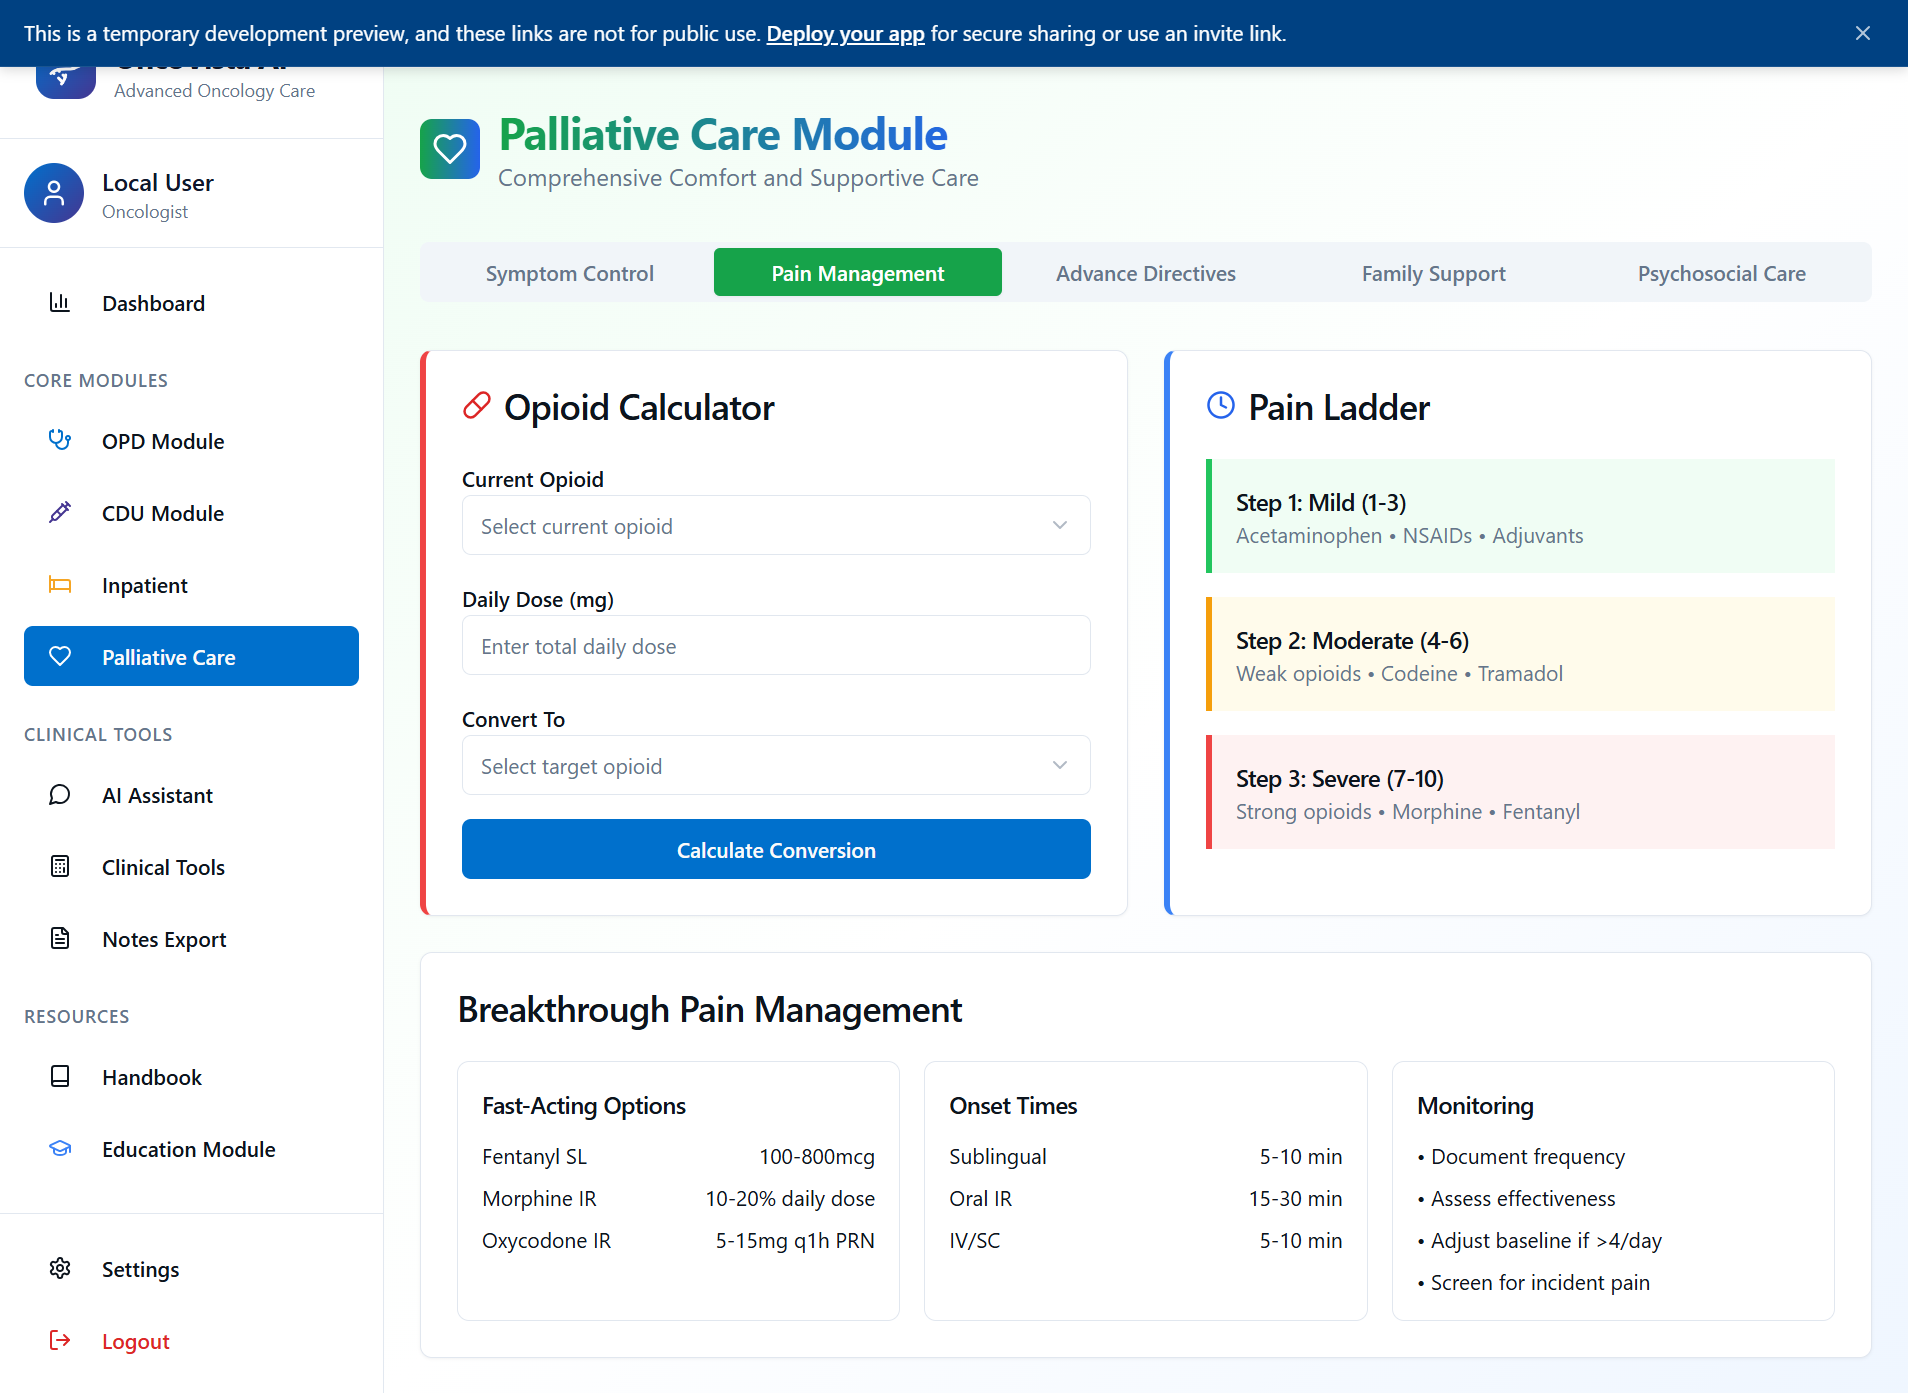 This is a temporary development preview, and these links are not for public use. Deploy your app for secure sharing or use an invite link.
Advanced Oncology Care
Local User
Oncologist
Dashboard
CORE MODULES
OPD Module
CDU Module
Inpatient
Palliative Care
CLINICAL TOOLS
AI Assistant
Clinical Tools
Notes Export
RESOURCES
Handbook
Education Module
Settings
Logout
Palliative Care Module
Comprehensive Comfort and Supportive Care
Symptom Control
Pain Management
Advance Directives
Family Support
Psychosocial Care
Opioid Calculator
Current Opioid
Select current opioid
Daily Dose (mg)
Enter total daily dose
Convert To
Select target opioid
Calculate Conversion
Pain Ladder
Step 1: Mild (1-3)
Acetaminophen • NSAIDs • Adjuvants
Step 2: Moderate (4-6)
Weak opioids • Codeine • Tramadol
Step 3: Severe (7-10)
Strong opioids • Morphine • Fentanyl
Breakthrough Pain Management
Fast-Acting Options
Fentanyl SL 100-800mcg
Morphine IR 10-20% daily dose
Oxycodone IR 5-15mg q1h PRN
Onset Times
Sublingual 5-10 min
Oral IR 15-30 min
IV/SC 5-10 min
Monitoring
• Document frequency
• Assess effectiveness
• Adjust baseline if >4/day
• Screen for incident pain